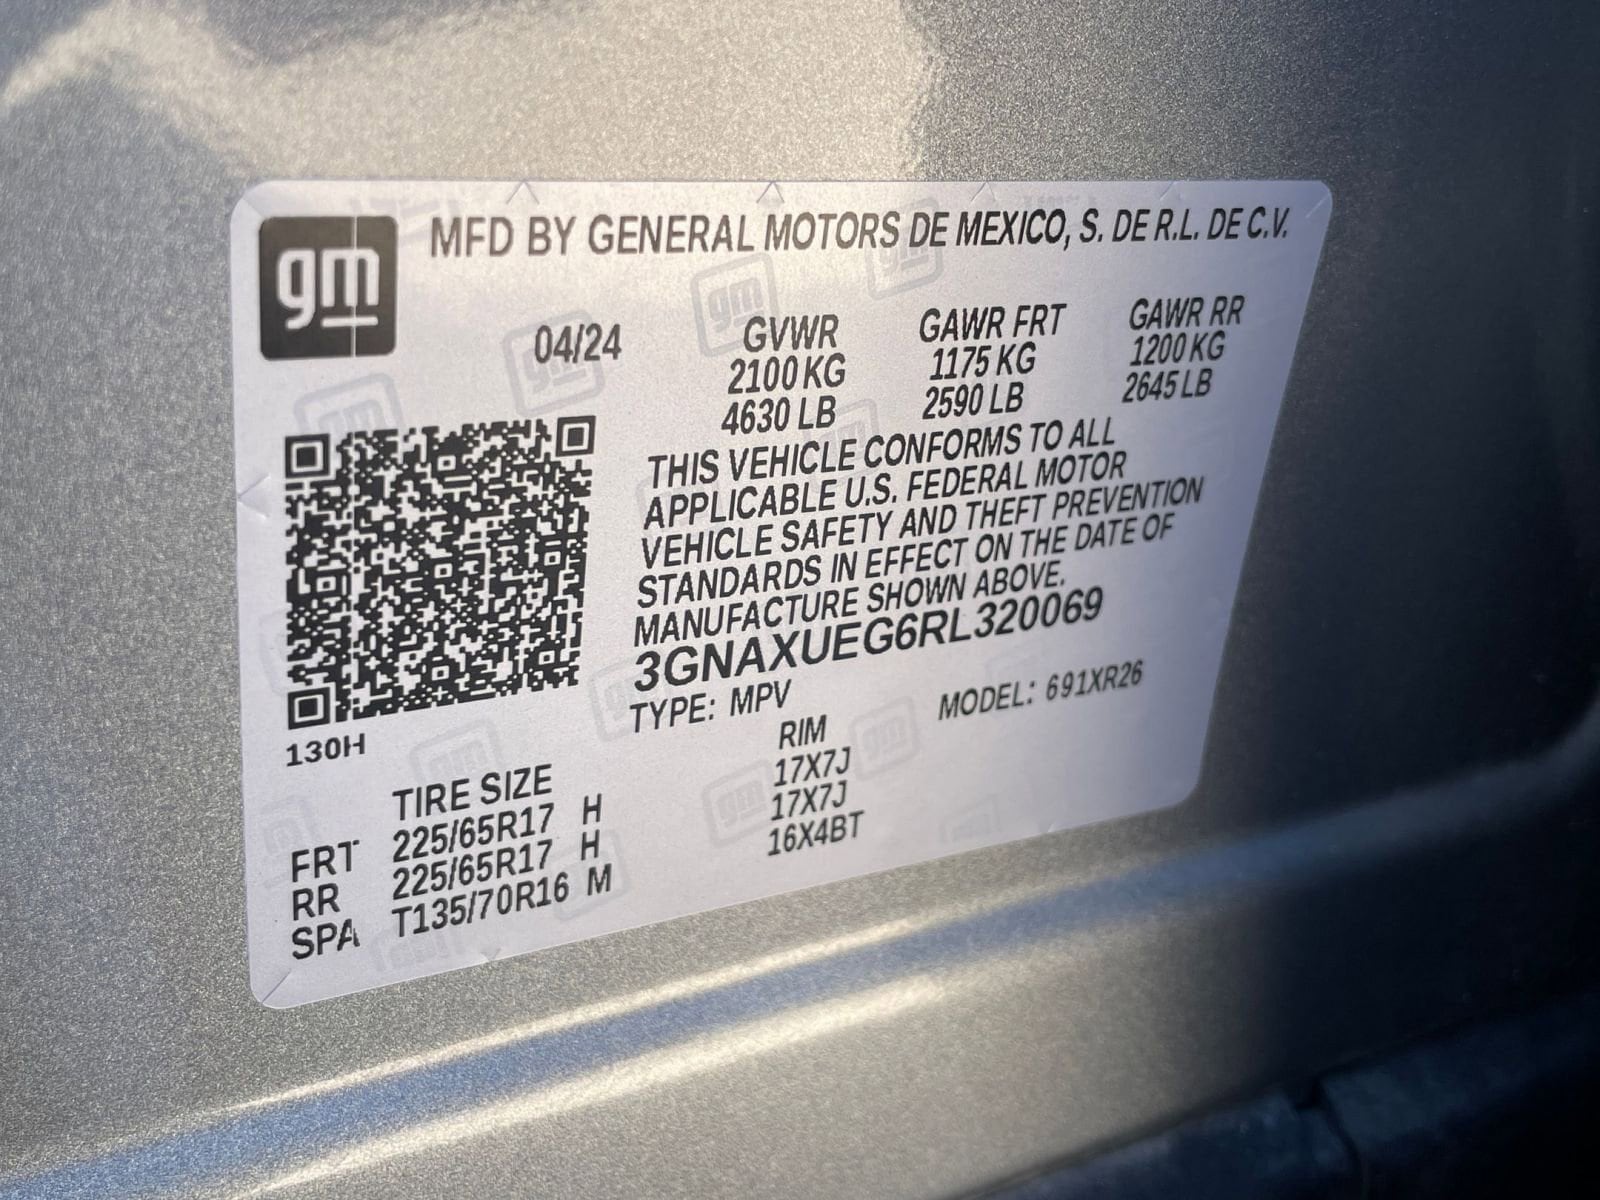 gm
MFD BY GENERAL MOTORS DE MEXICO, S. DE R.L. DE C.V.
04/24 GVWR GAWR FRT GAWR RR
2100 KG 1175 KG 1200 KG
4630 LB 2590 LB 2645 LB
THIS VEHICLE CONFORMS TO ALL
APPLICABLE U.S. FEDERAL MOTOR
VEHICLE SAFETY AND THEFT PREVENTION
STANDARDS IN EFFECT ON THE DATE OF
MANUFACTURE SHOWN ABOVE.
3GNAXUEG6RL320069
TYPE: MPV MODEL: 691XR26
130H
TIRE SIZE RIM
FRT 225/65R17 H 17X7J
RR 225/65R17 H 17X7J
SPA T135/70R16 M 16X4BT